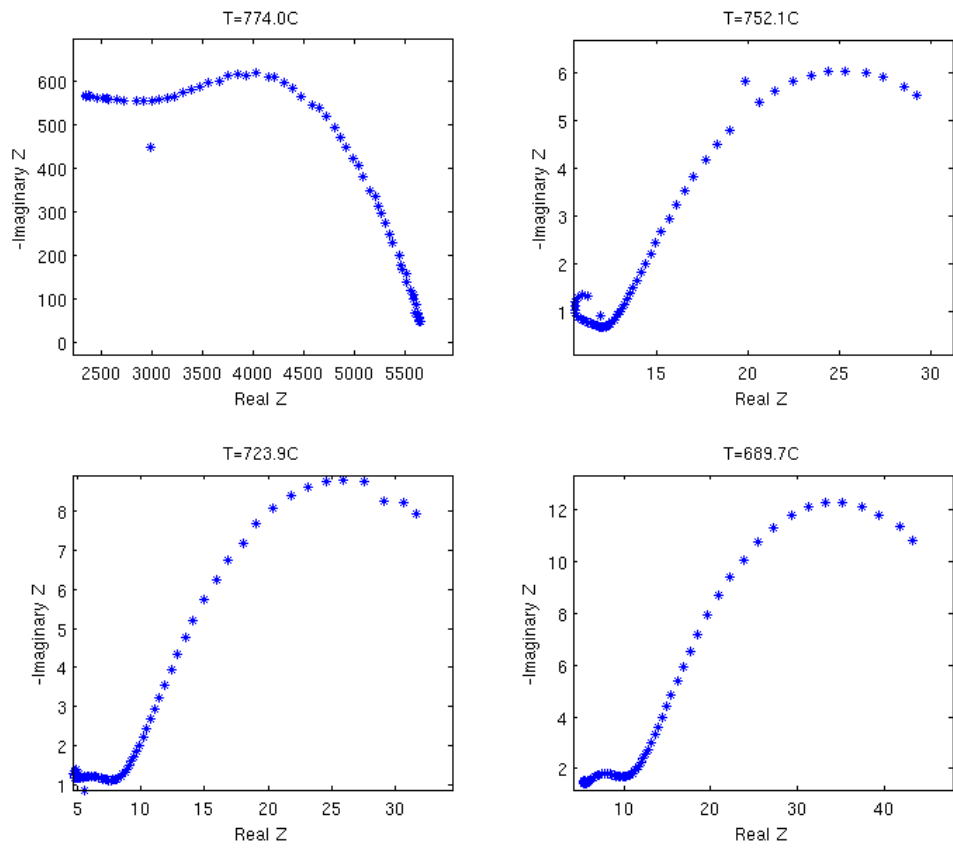 T=774.0C
600
500
400
300
200
100
0
-Imaginary Z
2500 3000 3500 4000 4500 5000 5500
Real Z
T=752.1C
6
5
4
3
2
1
-Imaginary Z
15 20 25 30
Real Z
T=723.9C
8
7
6
5
4
3
2
1
-Imaginary Z
5 10 15 20 25 30
Real Z
T=689.7C
12
10
8
6
4
2
-Imaginary Z
10 20 30 40
Real Z